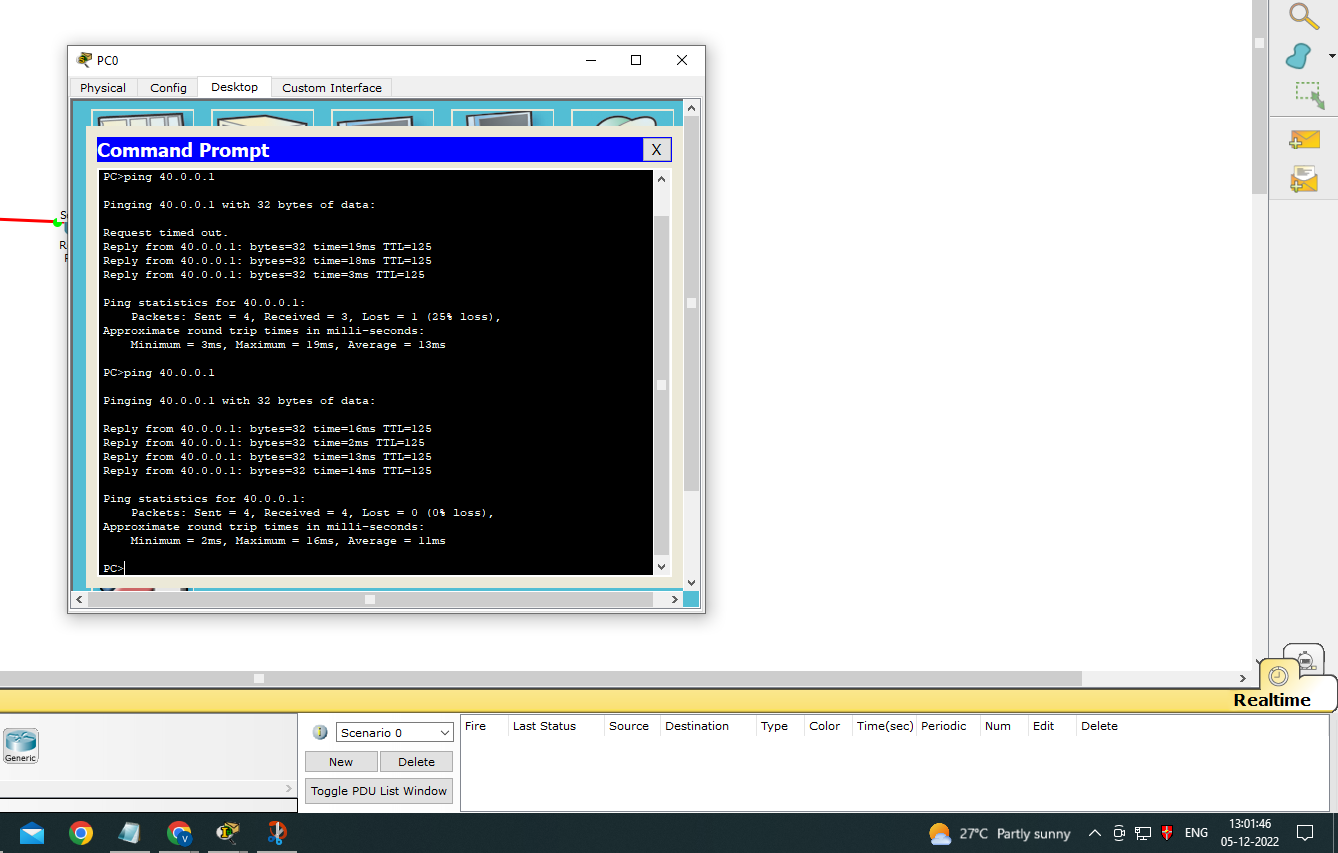 PC0
Physical Config Desktop Custom Interface
Command Prompt X
PC>ping 40.0.0.1
Pinging 40.0.0.1 with 32 bytes of data:
Request timed out.
Reply from 40.0.0.1: bytes=32 time=19ms TTL=125
Reply from 40.0.0.1: bytes=32 time=18ms TTL=125
Reply from 40.0.0.1: bytes=32 time=3ms TTL=125
Ping statistics for 40.0.0.1:
Packets: Sent = 4, Received = 3, Lost = 1 (25% loss),
Approximate round trip times in milli-seconds:
Minimum = 3ms, Maximum = 19ms, Average = 13ms
PC>ping 40.0.0.1
Pinging 40.0.0.1 with 32 bytes of data:
Reply from 40.0.0.1: bytes=32 time=16ms TTL=125
Reply from 40.0.0.1: bytes=32 time=2ms TTL=125
Reply from 40.0.0.1: bytes=32 time=13ms TTL=125
Reply from 40.0.0.1: bytes=32 time=14ms TTL=125
Ping statistics for 40.0.0.1:
Packets: Sent = 4, Received = 4, Lost = 0 (0% loss),
Approximate round trip times in milli-seconds:
Minimum = 2ms, Maximum = 16ms, Average = 11ms
PC>
Realtime
Generic
Scenario 0
New Delete
Toggle PDU List Window
Fire Last Status Source Destination Type Color Time(sec) Periodic Num Edit Delete
27°C Partly sunny
ENG
13:01:46
05-12-2022